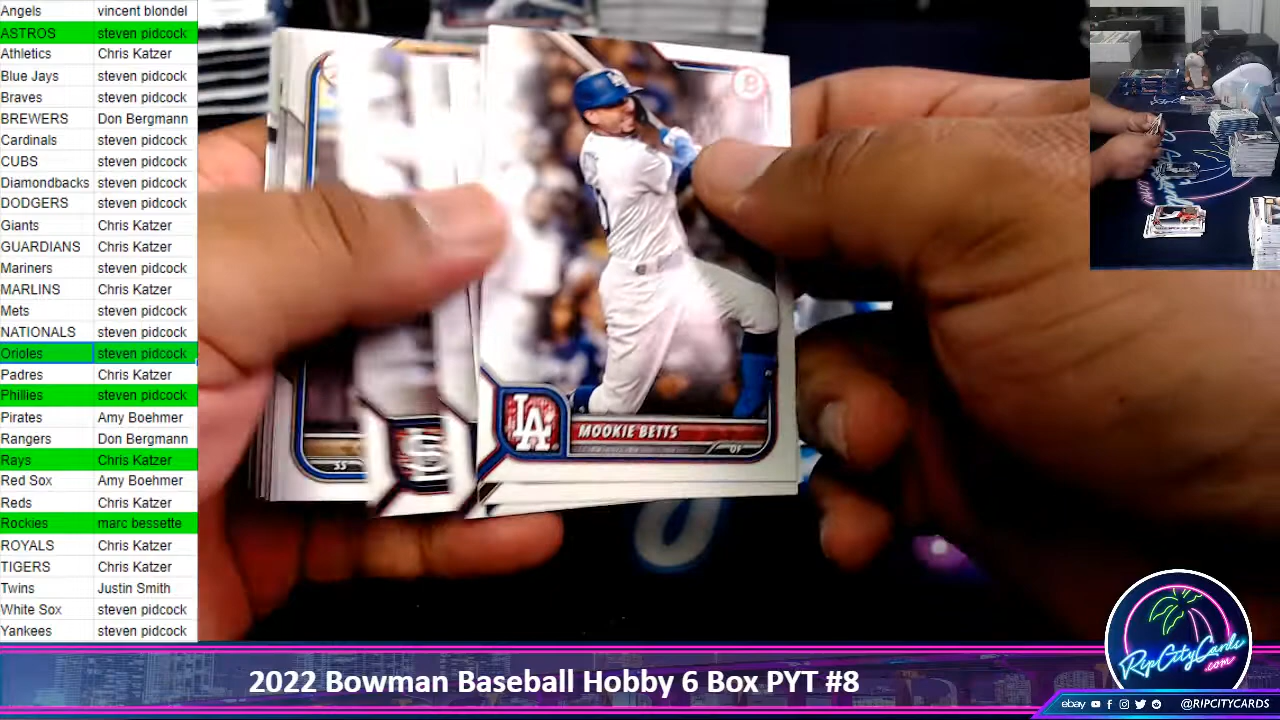 Angels vincent blondel
ASTROS steven pidcock
Athletics Chris Katzer
Blue Jays steven pidcock
Braves steven pidcock
BREWERS Don Bergmann
Cardinals steven pidcock
CUBS steven pidcock
Diamondbacks steven pidcock
DODGERS steven pidcock
Giants Chris Katzer
GUARDIANS Chris Katzer
Mariners steven pidcock
MARLINS Chris Katzer
Mets steven pidcock
NATIONALS steven pidcock
Orioles steven pidcock
Padres Chris Katzer
Phillies steven pidcock
Pirates Amy Boehmer
Rangers Don Bergmann
Rays Chris Katzer
Red Sox Amy Boehmer
Reds Chris Katzer
Rockies marc bessette
ROYALS Chris Katzer
TIGERS Chris Katzer
Twins Justin Smith
White Sox steven pidcock
Yankees steven pidcock
B
LA
LA
MOOKIE BETTS
OF
SS
RipCityCards
.com
2022 Bowman Baseball Hobby 6 Box PYT #8
ebay @RIPCITYCARDS